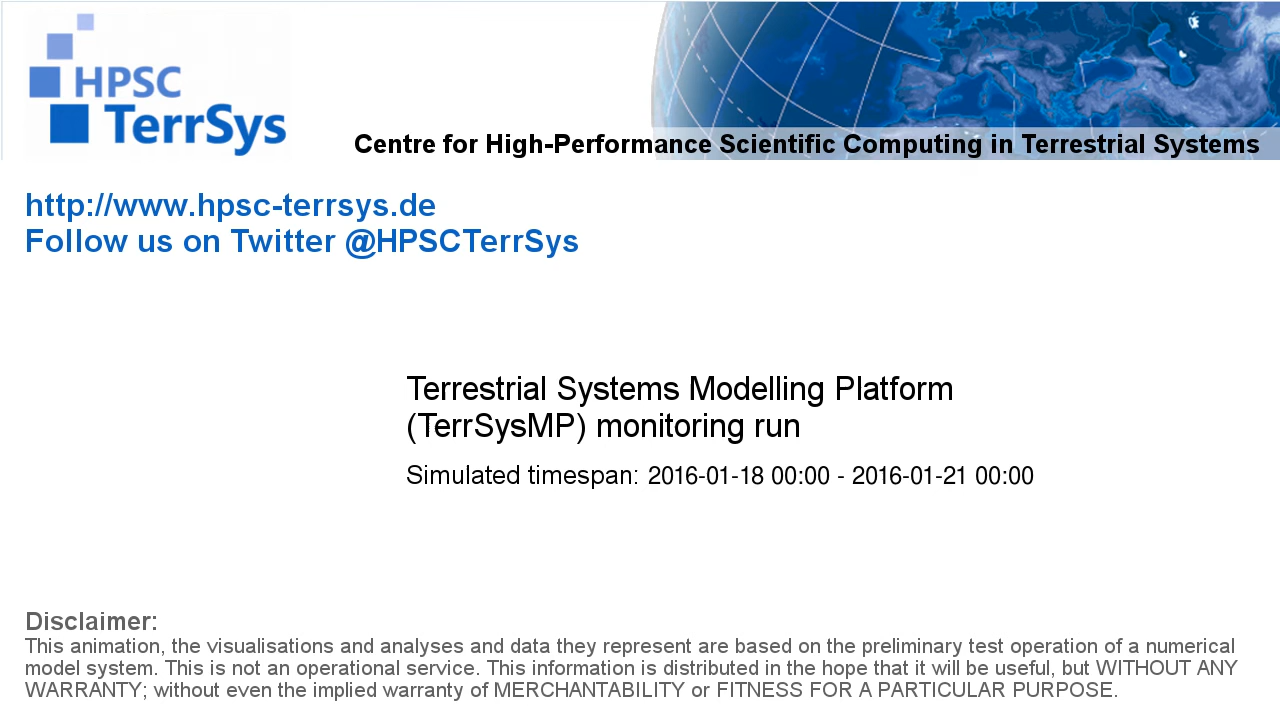 HPSC
TerrSys
Centre for High-Performance Scientific Computing in Terrestrial Systems
http://www.hpsc-terrsys.de
Follow us on Twitter @HPSCTerrSys
Terrestrial Systems Modelling Platform
(TerrSysMP) monitoring run
Simulated timespan: 2016-01-18 00:00 - 2016-01-21 00:00
Disclaimer:
This animation, the visualisations and analyses and data they represent are based on the preliminary test operation of a numerical
model system. This is not an operational service. This information is distributed in the hope that it will be useful, but WITHOUT ANY
WARRANTY; without even the implied warranty of MERCHANTABILITY or FITNESS FOR A PARTICULAR PURPOSE.